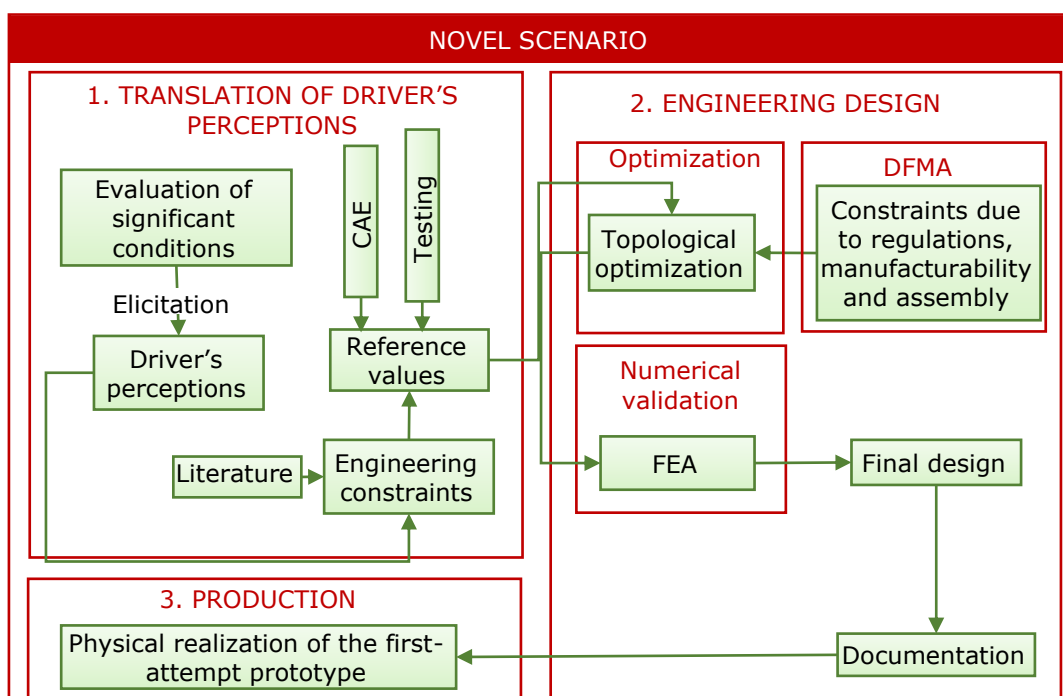 NOVEL SCENARIO
1. TRANSLATION OF DRIVER’S
PERCEPTIONS
Evaluation of
significant
conditions
Elicitation
Driver’s
perceptions
CAE
Testing
Reference
values
Literature
Engineering
constraints
2. ENGINEERING DESIGN
Optimization
Topological
optimization
DFMA
Constraints due
to regulations,
manufacturability
and assembly
Numerical
validation
FEA
Final design
Documentation
3. PRODUCTION
Physical realization of the first-
attempt prototype